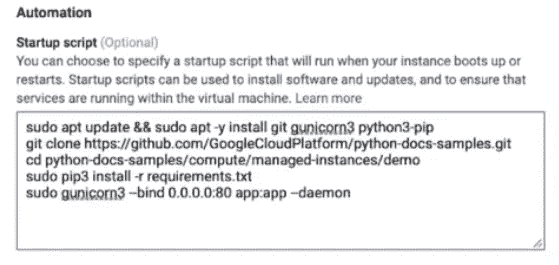 Automation
Startup script (Optional)
You can choose to specify a startup script that will run when your instance boots up or
restarts. Startup scripts can be used to install software and updates, and to ensure that
services are running within the virtual machine. Learn more
sudo apt update && sudo apt -y install git gunicorn3 python3-pip
git clone https://github.com/GoogleCloudPlatform/python-docs-samples.git
cd python-docs-samples/compute/managed-instances/demo
sudo pip3 install -r requirements.txt
sudo gunicorn3 --bind 0.0.0.0:80 app:app --daemon